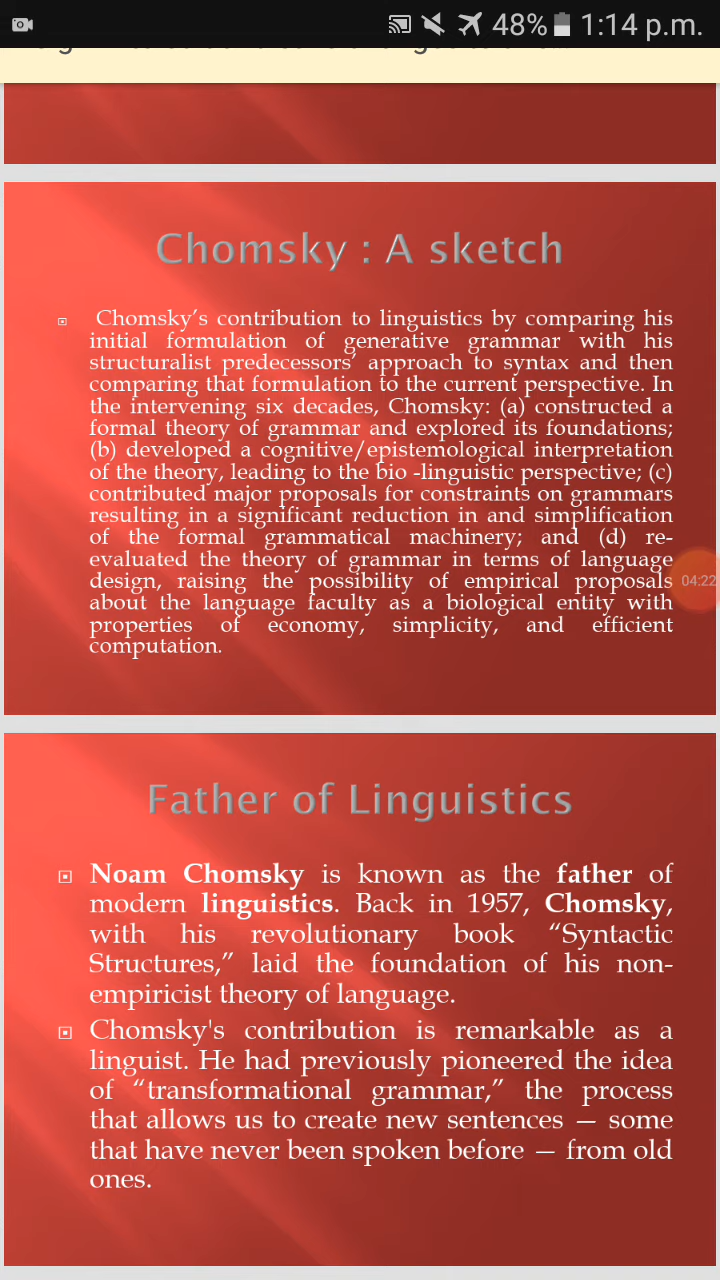 48% 1:14 p.m.
Chomsky : A sketch
Chomsky’s contribution to linguistics by comparing his
initial formulation of generative grammar with his
structuralist predecessors’ approach to syntax and then
comparing that formulation to the current perspective. In
the intervening six decades, Chomsky: (a) constructed a
formal theory of grammar and explored its foundations;
(b) developed a cognitive/epistemological interpretation
of the theory, leading to the bio -linguistic perspective; (c)
contributed major proposals for constraints on grammars
resulting in a significant reduction in and simplification
of the formal grammatical machinery; and (d) re-
evaluated the theory of grammar in terms of language
design, raising the possibility of empirical proposals
04:22
about the language faculty as a biological entity with
properties of economy, simplicity, and efficient
computation.
Father of Linguistics
Noam Chomsky is known as the father of
modern linguistics. Back in 1957, Chomsky,
with his revolutionary book “Syntactic
Structures,” laid the foundation of his non-
empiricist theory of language.
Chomsky's contribution is remarkable as a
linguist. He had previously pioneered the idea
of “transformational grammar,” the process
that allows us to create new sentences — some
that have never been spoken before — from old
ones.